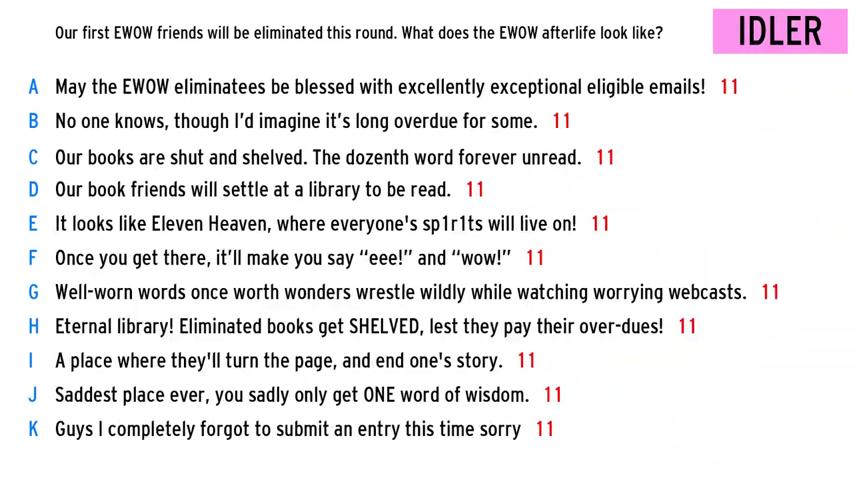 Our first EWOW friends will be eliminated this round. What does the EWOW afterlife look like?
IDLER
A May the EWOW eliminatees be blessed with excellently exceptional eligible emails! 11
B No one knows, though I'd imagine it's long overdue for some. 11
C Our books are shut and shelved. The dozenth word forever unread. 11
D Our book friends will settle at a library to be read. 11
E It looks like Eleven Heaven, where everyone's sp1r1ts will live on! 11
F Once you get there, it'll make you say “eee!” and “wow!” 11
G Well-worn words once worth wonders wrestle wildly while watching worrying webcasts. 11
H Eternal library! Eliminated books get SHELVED, lest they pay their over-dues! 11
I A place where they'll turn the page, and end one's story. 11
J Saddest place ever, you sadly only get ONE word of wisdom. 11
K Guys I completely forgot to submit an entry this time sorry 11